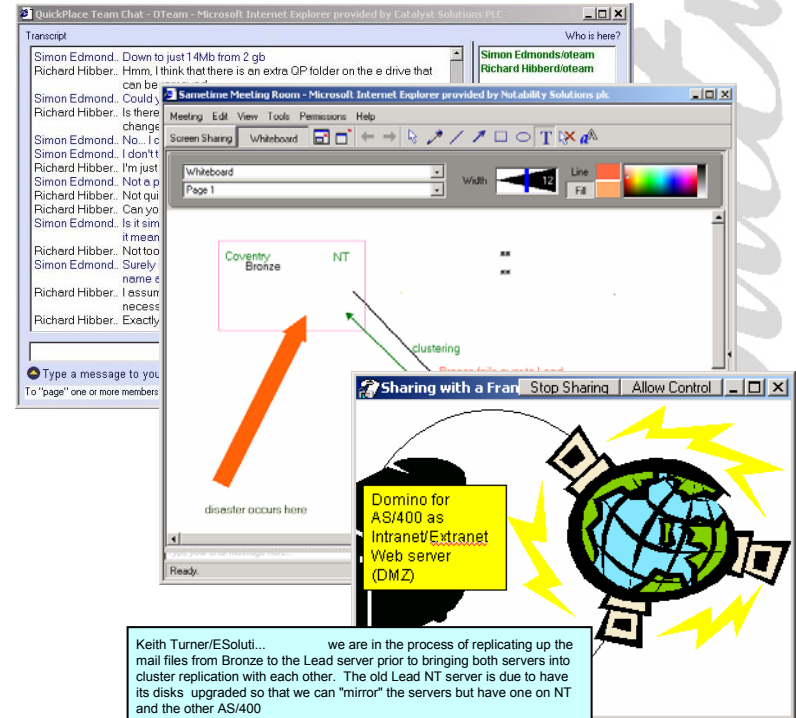 QuickPlace Team Chat - OTeam - Microsoft Internet Explorer provided by Catalyst Solutions PLC
Transcript
Who is here?
Simon Edmond.. Down to just 14Mb from 2 gb
Richard Hibber.. Hmm, I think that there is an extra QP folder on the e drive that
can be
Simon Edmond.. Could
Richard Hibber.. Is there
change
Simon Edmond.. No... I
Simon Edmond.. I don't
Richard Hibber.. I'm just
Simon Edmond.. Not a
Richard Hibber.. Not
Richard Hibber.. Can
Simon Edmond.. Is it
it
Richard Hibber.. Not too
Simon Edmond.. Surely
name
Richard Hibber.. I
Richard Hibber.. Exactly
Simon Edmonds/oteam
Richard Hibberd/oteam
Type a message to
To "page" one or more members
Sametime Meeting Room - Microsoft Internet Explorer provided by Notability Solutions plc
Meeting Edit View Tools Permissions Help
Screen Sharing Whiteboard
Whiteboard
Page 1
Width 12 Line
Fill
Coventry NT
Bronze
clustering
Bronze fails over to Lead
disaster occurs here
Ready.
Sharing with a Fran Stop Sharing Allow Control
Domino for
AS/400 as
Intranet/Extranet
Web server
(DMZ)
Keith Turner/ESoluti... we are in the process of replicating up the
mail files from Bronze to the Lead server prior to bringing both servers into
cluster replication with each other. The old Lead NT server is due to have
its disks upgraded so that we can "mirror" the servers but have one on NT
and the other AS/400